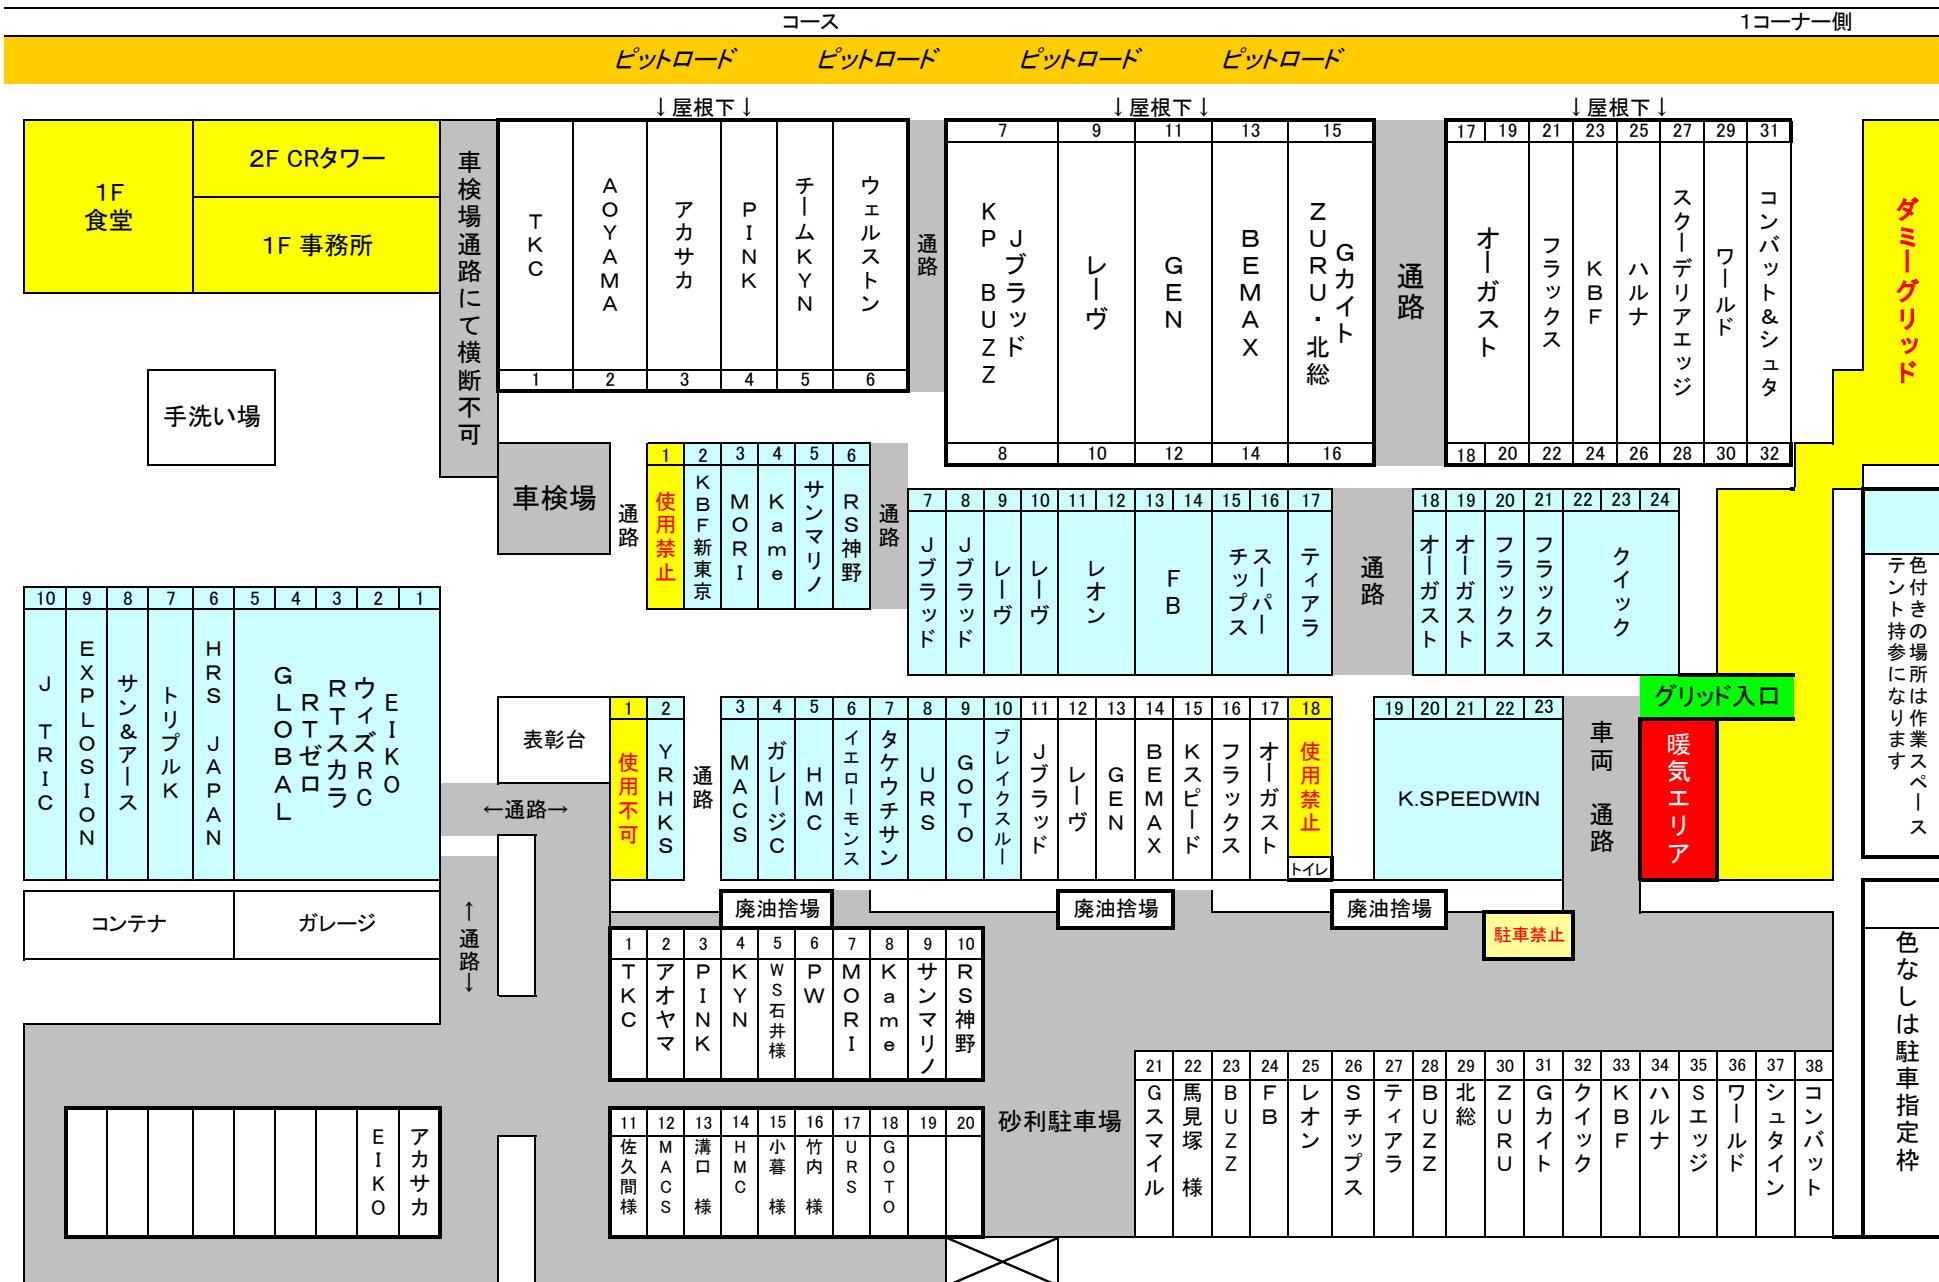 コース
1コーナー側
ピットロード ピットロード ピットロード ピットロード
↓屋根下↓ ↓屋根下↓ ↓屋根下↓
1F
食堂
2F CRタワー
1F 事務所
車検場通路にて横断不可
TKC
AOYAMA
アカサカ
PINK
チームKYN
ウェルストン
1 2 3 4 5 6
通路
7 9 11 13 15
KP BUZZ
Jブラッド
レーヴ
GEN
BEMAX
ZURU・北総
Gカイト
8 10 12 14 16
通路
17 19 21 23 25 27 29 31
オーガスト
フラックス
KBF
ハルナ
スクーデリアエッジ
ワールド
コンバット&シュタ
18 20 22 24 26 28 30 32
ダミーグリッド
手洗い場
車検場
通路
1 2 3 4 5 6
使用禁止
KBF新東京
MORI
Kame
サンマリノ
RS神野
通路
7 8 9 10 11 12 13 14 15 16 17
Jブラッド
Jブラッド
レーヴ
レーヴ
レオン
FB
スーパー
チップス
ティアラ
通路
18 19 20 21 22 23 24
オーガスト
オーガスト
フラックス
フラックス
クイック
色付きの場所は作業スペース
テント持参になります
10 9 8 7 6 5 4 3 2 1
J TRIC
EXPLOSION
サン&アース
トリプルK
HRS JAPAN
GLOBAL
RTゼロ
RTスカラ
ウィズRC
EIKO
表彰台
←通路→
1 2
使用不可
YRHKS
通路
3 4 5 6 7 8 9 10 11 12 13 14 15 16 17 18
MACS
ガレージC
HMC
イエローモンス
タケウチサン
URS
GOTO
ブレイクスルー
Jブラッド
レーヴ
GEN
BEMAX
Kスピード
フラックス
オーガスト
使用禁止
トイレ
19 20 21 22 23
K.SPEEDWIN
車両 通路
グリッド入口
暖気エリア
コンテナ
ガレージ
↑通路↓
廃油捨場
廃油捨場
廃油捨場
駐車禁止
色なしは駐車指定枠
1 2 3 4 5 6 7 8 9 10
TKC
アオヤマ
PINK
KYN
WS石井様
PW
MORI
Kame
サンマリノ
RS神野
EIKO
アカサカ
11 12 13 14 15 16 17 18 19 20
佐久間様
MACS
溝口 様
HMC
小暮 様
竹内 様
URS
GOTO
砂利駐車場
21 22 23 24 25 26 27 28 29 30 31 32 33 34 35 36 37 38
Gスマイル
馬見塚 様
BUZZ
FB
レオン
Sチップス
ティアラ
BUZZ
北総
ZURU
Gカイト
クイック
KBF
ハルナ
Sエッジ
ワールド
シュタイン
コンバット